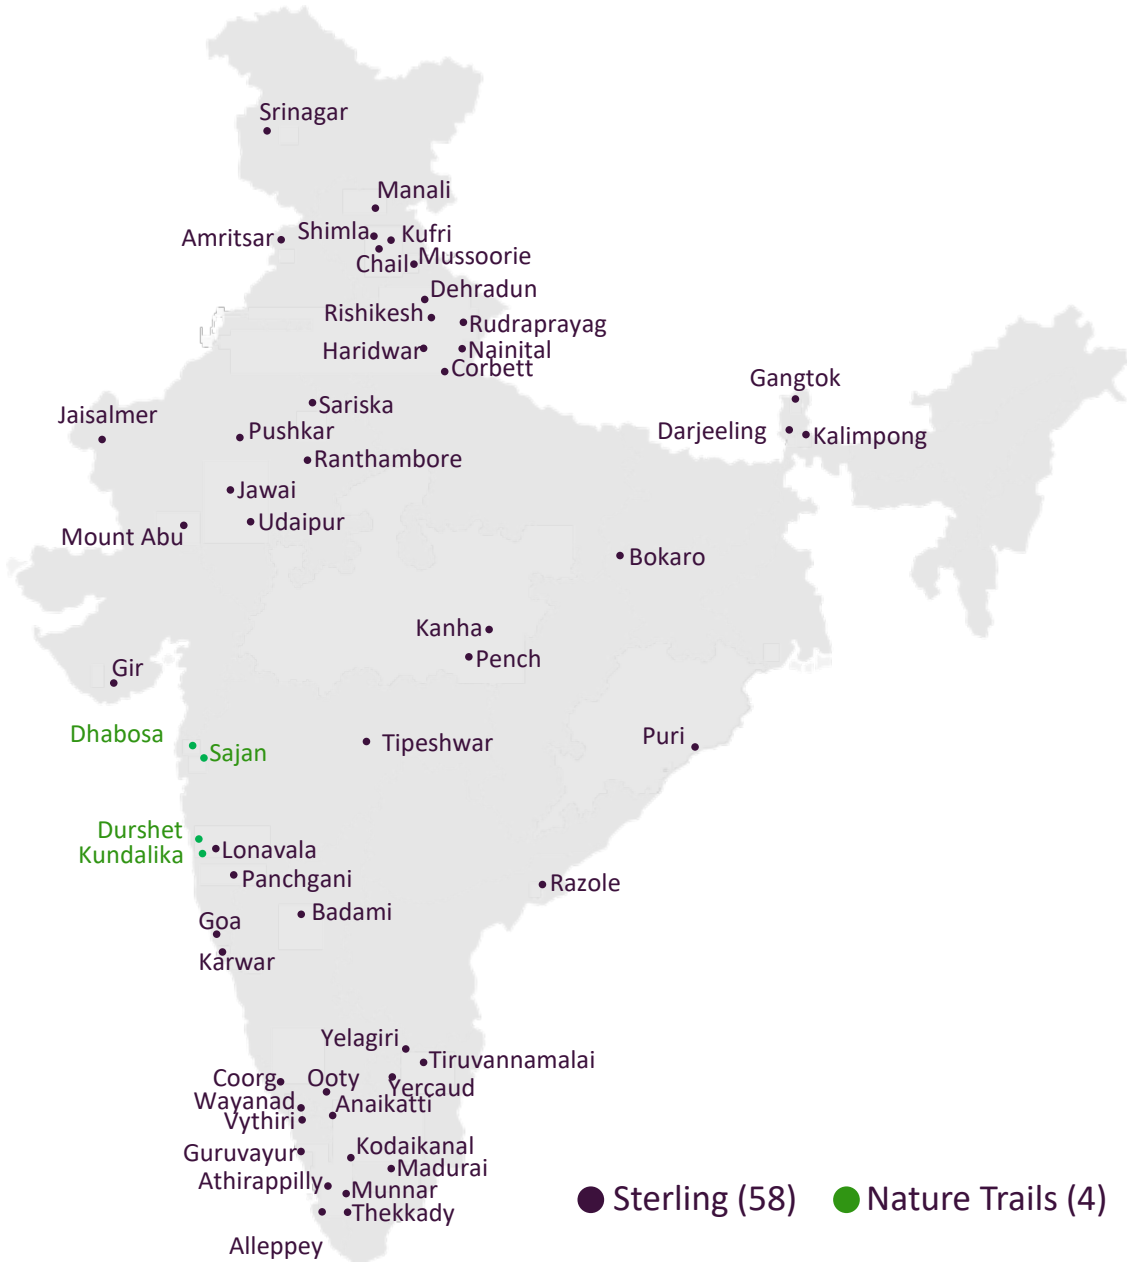 Srinagar
Manali
Amritsar
Shimla
Kufri
Chail
Mussoorie
Dehradun
Rishikesh
Rudraprayag
Haridwar
Nainital
Corbett
Gangtok
Sariska
Jaisalmer
Pushkar
Darjeeling
Kalimpong
Ranthambore
Jawai
Udaipur
Mount Abu
Bokaro
Kanha
Pench
Gir
Dhabosa
Sajan
Tipeshwar
Puri
Durshet
Kundalika
Lonavala
Panchgani
Razole
Badami
Goa
Karwar
Yelagiri
Tiruvannamalai
Coorg
Ooty
Yercaud
Wayanad
Anaikatti
Vythiri
Guruvayur
Kodaikanal
Madurai
Athirappilly
Munnar
Thekkady
Alleppey
Sterling (58)
Nature Trails (4)